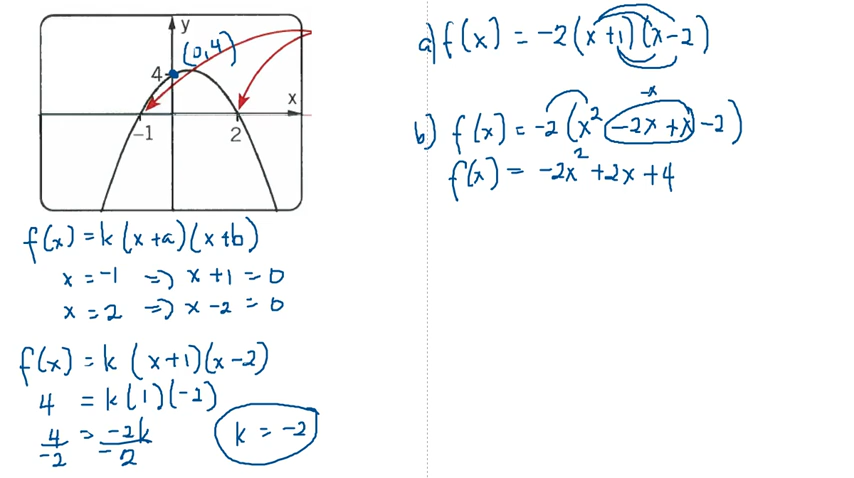 y
(0,4)
4
x
-1
2
f(x) = k(x+a)(x+b)
x = -1 => x+1 = 0
x = 2 => x-2 = 0
f(x) = k (x+1)(x-2)
4 = k(1)(-2)
4/-2 = -2k/-2
k = -2
a) f(x) = -2(x+1)(x-2)
-x
b) f(x) = -2(x² -2x+x -2)
f(x) = -2x² +2x +4